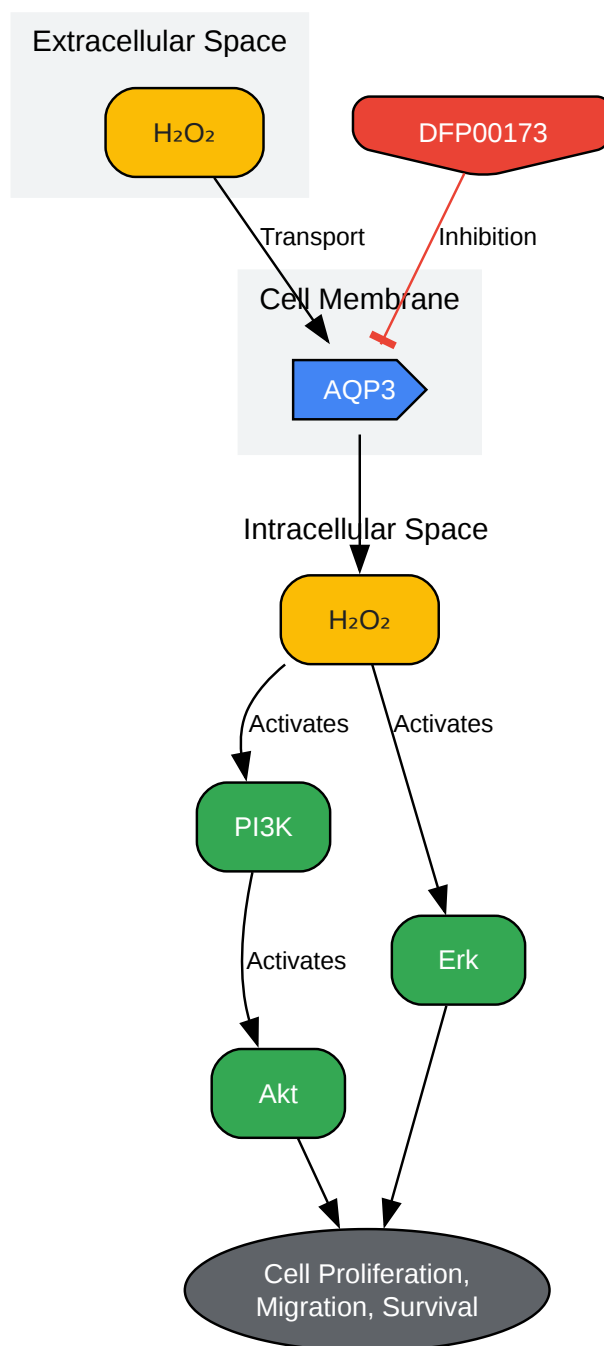 Extracellular Space
H₂O₂
DFP00173
Transport
Inhibition
Cell Membrane
AQP3
Intracellular Space
H₂O₂
Activates
Activates
PI3K
Activates
Erk
Akt
Cell Proliferation,
Migration, Survival